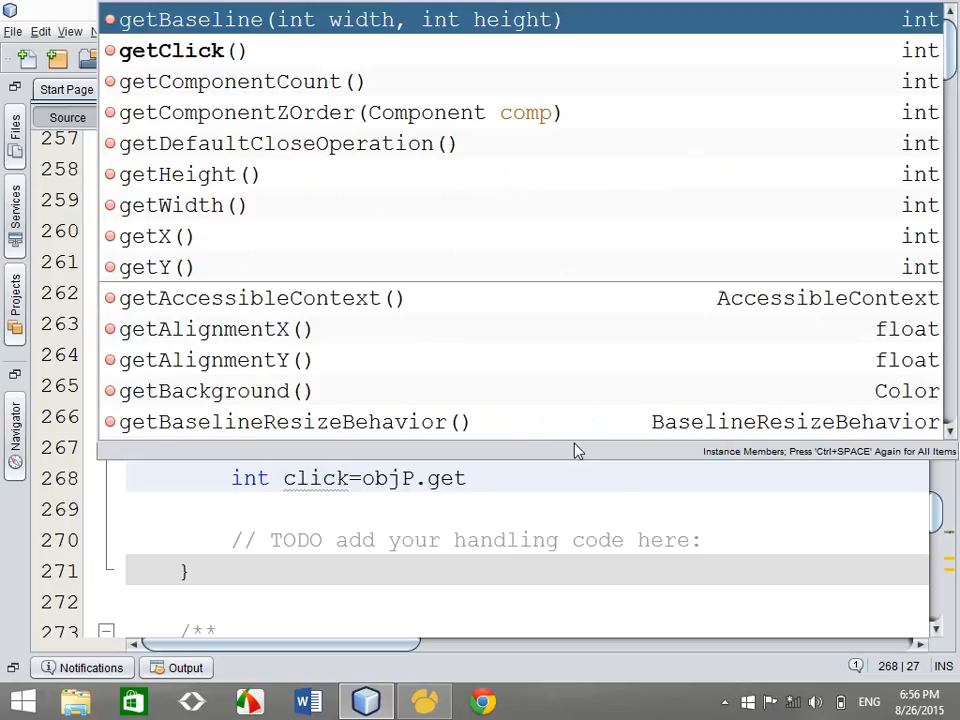 getBaseline(int width, int height) int
File Edit View
getClick() int
getComponentCount() int
Start Page
getComponentZOrder(Component comp) int
Source
Files
257 getDefaultCloseOperation() int
258 getHeight() int
259 getWidth() int
Services
260 getX() int
261 getY() int
262 getAccessibleContext() AccessibleContext
Projects
263 getAlignmentX() float
264 getAlignmentY() float
265 getBackground() Color
266 getBaselineResizeBehavior() BaselineResizeBehavior
Navigator
267 Instance Members; Press 'Ctrl+SPACE' Again for All Items
268 int click=objP.get
269
270 // TODO add your handling code here:
271 }
272
273 /**
Notifications Output 1 268 | 27 INS
ENG 6:56 PM
8/26/2015